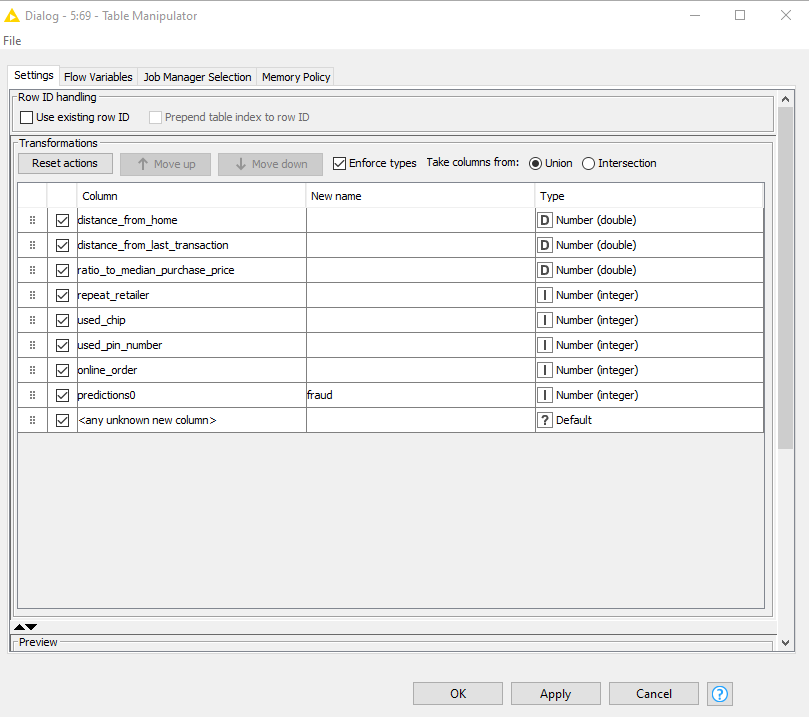 Dialog - 5:69 - Table Manipulator
File
Settings Flow Variables Job Manager Selection Memory Policy
Row ID handling
Use existing row ID Prepend table index to row ID
Transformations
Reset actions Move up Move down Enforce types Take columns from: Union Intersection
Column New name Type
distance_from_home D Number (double)
distance_from_last_transaction D Number (double)
ratio_to_median_purchase_price D Number (double)
repeat_retailer I Number (integer)
used_chip I Number (integer)
used_pin_number I Number (integer)
online_order I Number (integer)
predictions0 fraud I Number (integer)
<any unknown new column> ? Default
Preview
OK Apply Cancel ?